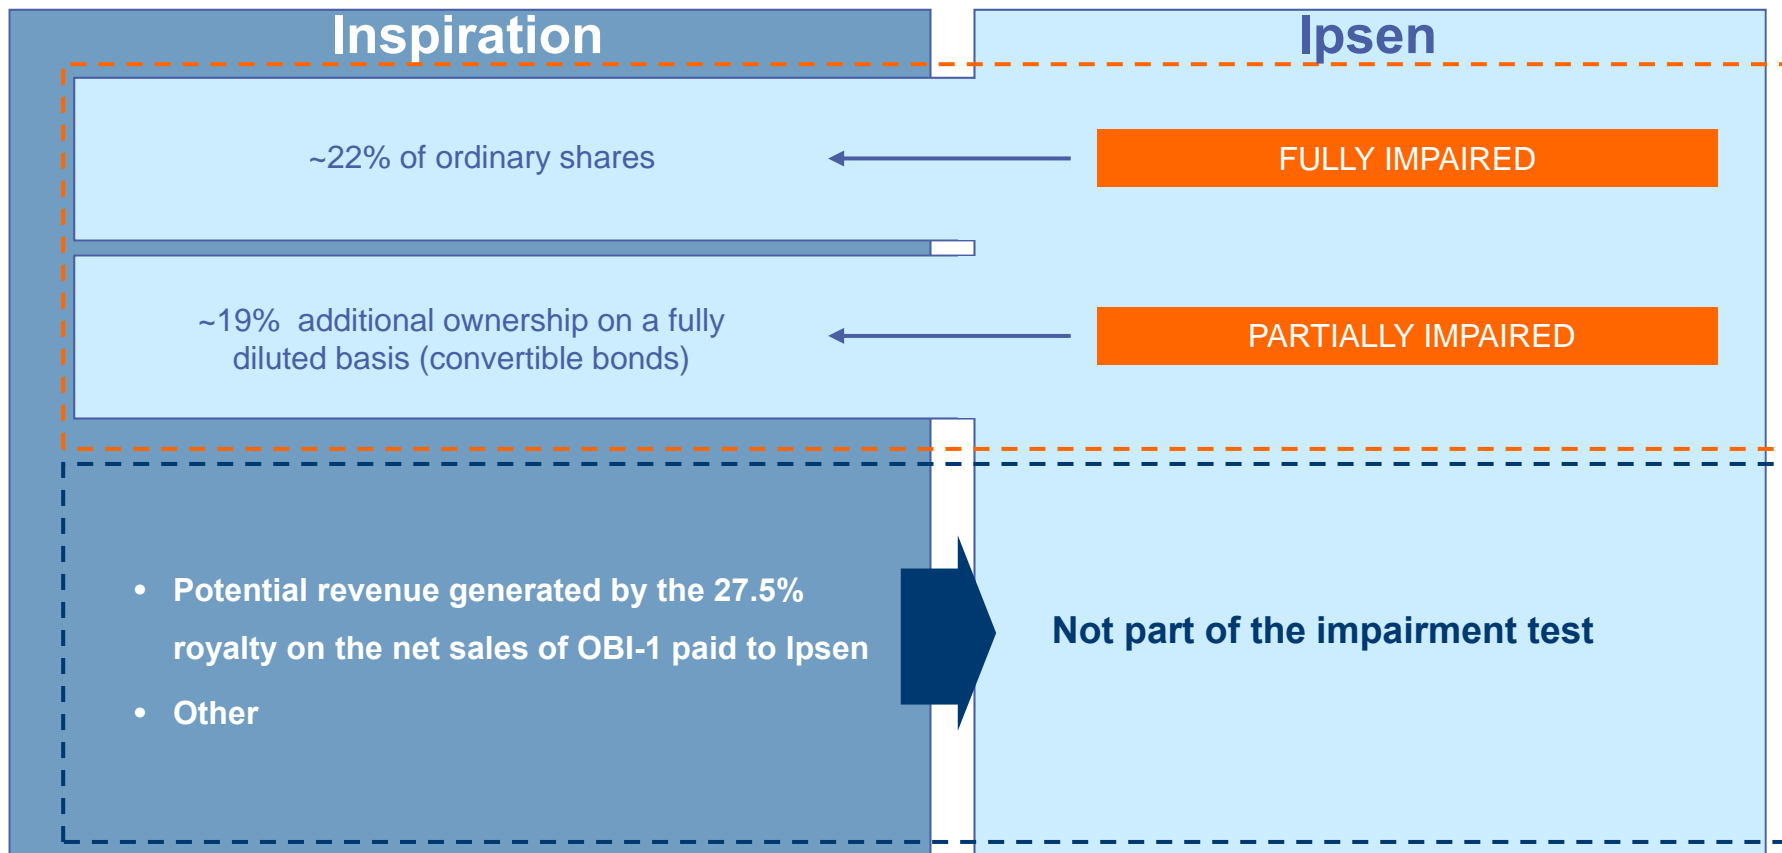 Inspiration
Ipsen
~22% of ordinary shares
FULLY IMPAIRED
~19% additional ownership on a fully
diluted basis (convertible bonds)
PARTIALLY IMPAIRED
• Potential revenue generated by the 27.5%
royalty on the net sales of OBI-1 paid to Ipsen
• Other
Not part of the impairment test